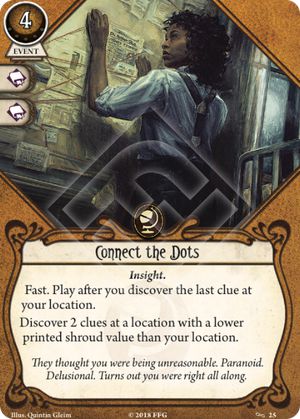 4
EVENT
Connect the Dots
Insight.
Fast. Play after you discover the last clue at
your location.
Discover 2 clues at a location with a lower
printed shroud value than your location.
They thought you were being unreasonable. Paranoid.
Delusional. Turns out you were right all along.
Illus. Quintin Gleim
© 2018 FFG
25